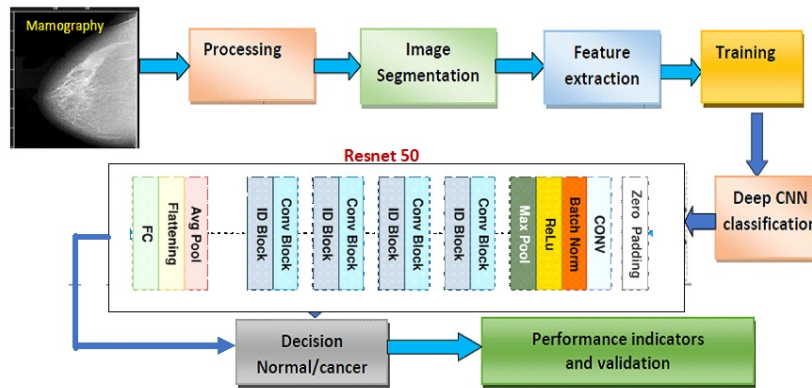 Mamography
Processing
Image
Segmentation
Feature
extraction
Training
Resnet 50
Deep CNN
classification
FC
Flattening
Avg Pool
ID Block
Conv Block
ID Block
Conv Block
ID Block
Conv Block
ID Block
Conv Block
Max Pool
ReLu
Batch Norm
CONV
Zero Padding
Decision
Normal/cancer
Performance indicators
and validation